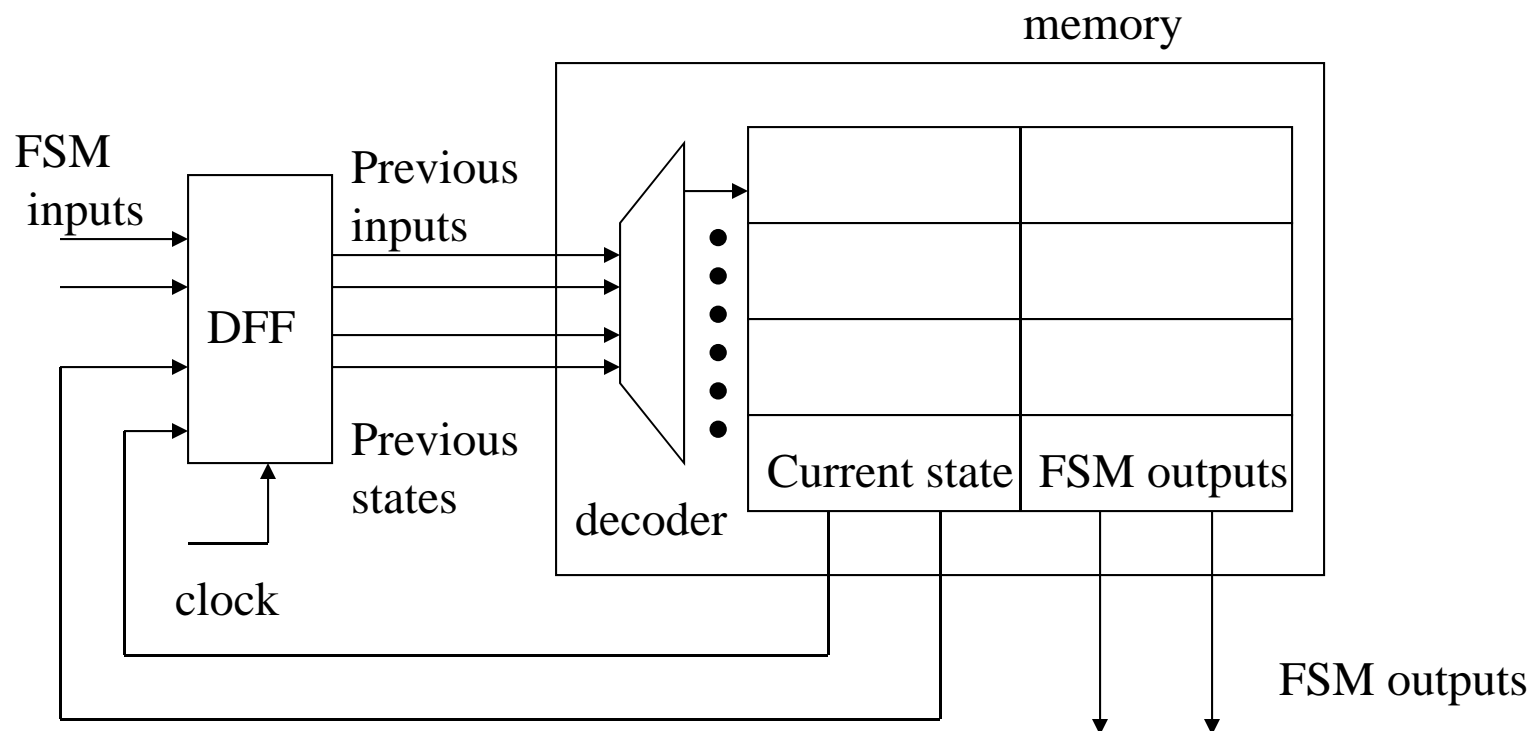 memory
FSM
inputs
Previous
inputs
DFF
Previous
states
Current state
FSM outputs
decoder
clock
FSM outputs